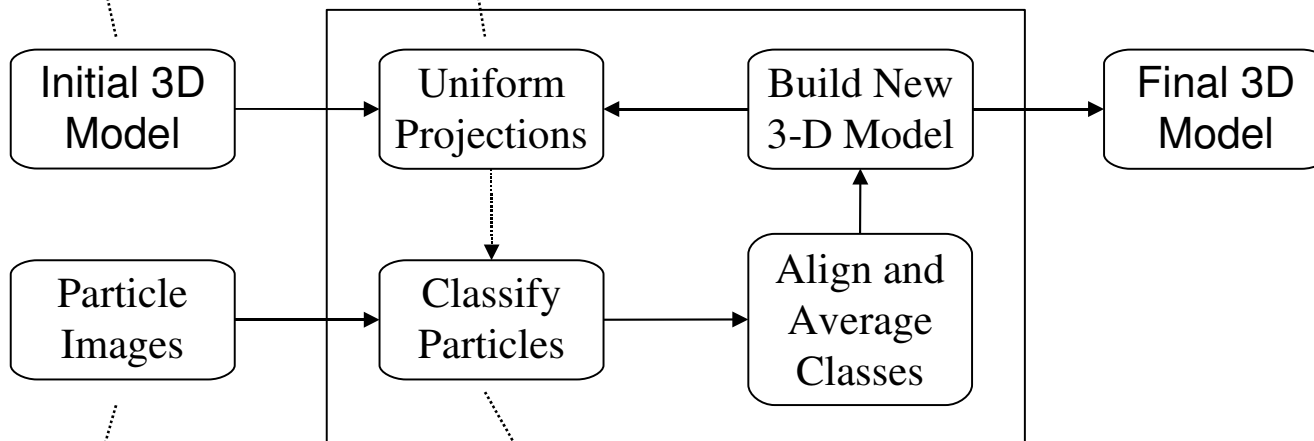 Initial 3D
Model
Uniform
Projections
Build New
3-D Model
Final 3D
Model
Particle
Images
Classify
Particles
Align and
Average
Classes